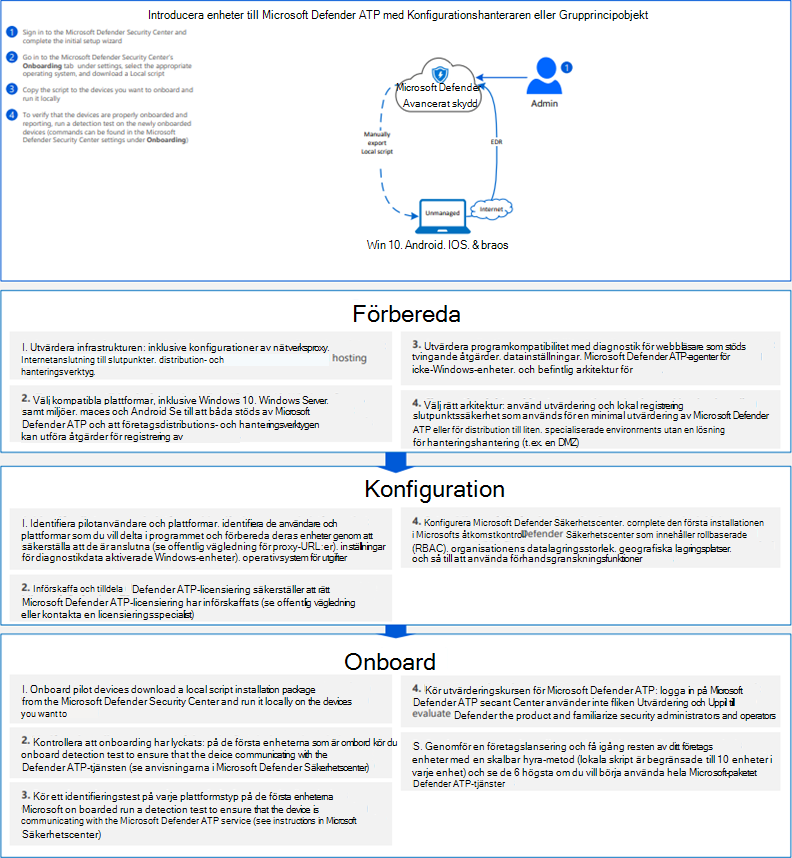 Introducera enheter till Microsoft Defender ATP med Konfigurationshanteraren eller Grupprincipobjekt
1 Sign in to the Microsoft Defender Security Center and
complete the initial setup wizard
2 Go in to the Microsoft Defender Security Center's
Onboarding tab under settings, select the appropriate
operating system, and download a Local script
3 Copy the script to the devices you want to onboard and
run it locally
4 To verify that the devices are properly onboarded and
reporting, run a detection test on the newly onboarded
devices (commands can be found in the Microsoft
Defender Security Center settings under Onboarding)
Microsoft Defender
Avancerat skydd
1
Admin
Manually
export
Local script
EDR
Unmanaged
Internet
Win 10. Android. IOS. & braos
Förbereda
I. Utvärdera infrastrukturen: inklusive konfigurationer av nätverksproxy.
Internetanslutning till slutpunkter. distribution- och hosting
hanteringsverktyg.
2. Välj kompatibla plattformar, inklusive Windows 10. Windows Server.
samt miljöer. maces och Android Se till att båda stöds av Microsoft
Defender ATP och att företagsdistributions- och hanteringsverktygen
kan utföra åtgärder för registrering av
3. Utvärdera programkompatibilitet med diagnostik för webbläsare som stöds
tvingande åtgärder. datainställningar. Microsoft Defender ATP-agenter för
icke-Windows-enheter. och befintlig arkitektur för
4. Välj rätt arkitektur: använd utvärdering och lokal registrering
slutpunktssäkerhet som används för en minimal utvärdering av Microsoft Defender
ATP eller för distribution till liten. specialiserade environrnents utan en lösning
för hanteringshantering (t.ex. en DMZ)
Konfiguration
I. Identifiera pilotanvändare och plattformar. identifiera de användare och
plattformar som du vill delta i programmet och förbereda deras enheter genom att
säkerställa att de är anslutna (se offentlig vägledning för proxy-URL:er). inställningar
för diagnostikdata aktiverade Windows-enheter). operativsystem för utgifter
2. Införskaffa och tilldela Defender ATP-licensiering säkerställer att rätt
Microsoft Defender ATP-licensiering har införskaffats (se offentlig vägledning
eller kontakta en licensieringsspecialist)
4. Konfigurera Microsoft Defender Säkerhetscenter. cornplete den första installationen
i Microsofts åtkomstkontroll Defender Säkerhetscenter som innehåller rollbaserade
(RBAC). organisationens datalagringsstorlek. geografiska lagringsplatser.
och så till att använda förhandsgranskningsfunktioner
Onboard
I. Onboard pilot devices download a local script installation package
from the Microsoft Defender Security Center and run it locally on the devices
you want to
2. Kontrollera att onboarding har lyckats: på de första enheterna som är ombord kör du
onboard detection test to ensure that the deice communicating with the
Defender ATP-tjänsten (se anvisningarna i Microsoft Defender Säkerhetscenter)
3. Kör ett identifieringstest på varje plattformstyp på de första enheterna
Microsoft on boarded run a detection test to ensure that the device is
communicating with the Microsoft Defender ATP service (see instructions in Microsoft
Säkerhetscenter)
4. Kör utvärderingskursen för Microsoft Defender ATP: logga in på Microsoft
Defender ATP secant Center använder inte fliken Utvärdering och Uppil till
evaluate Defender the product and familiarize security administrators and operators
S. Genomför en företagslansering och få igång resten av ditt företags
enheter med en skalbar hyra-metod (lokala skript är begränsade till 10 enheter i
varje enhet) och se de 6 högsta om du vill börja använda hela Microsoft-paketet
Defender ATP-tjänster